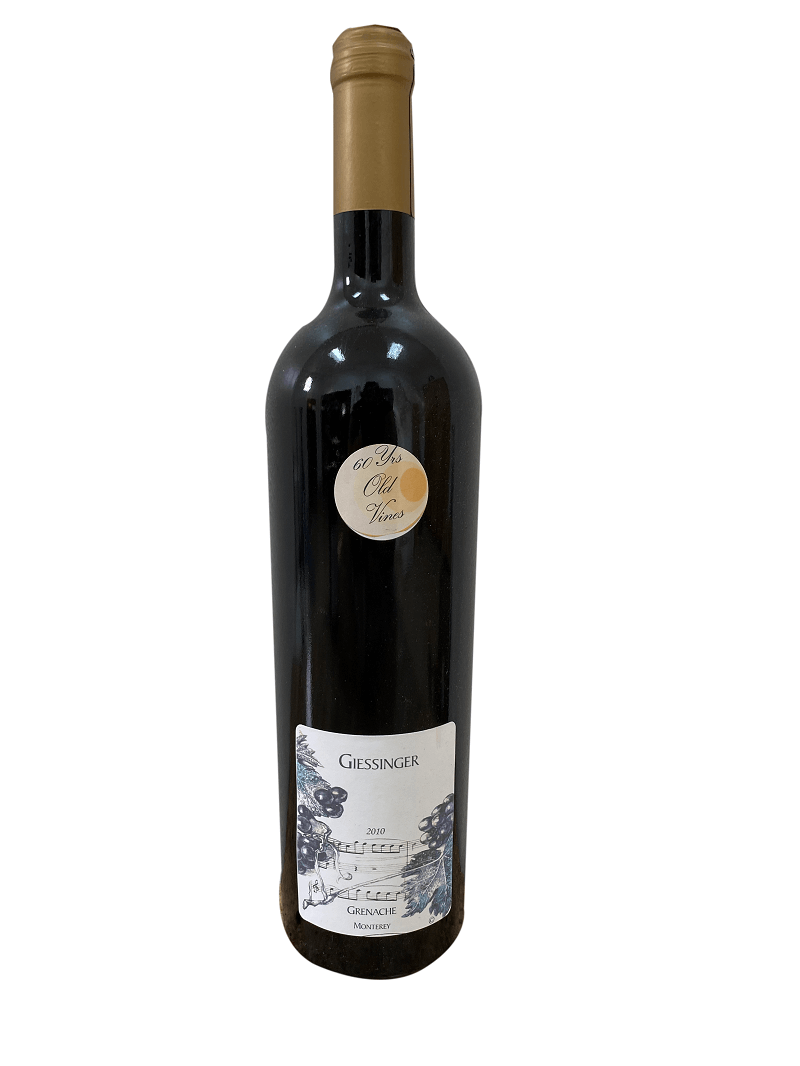 60 Yrs
Old
Vines
GIESSINGER
2010
GRENACHE
MONTEREY
©